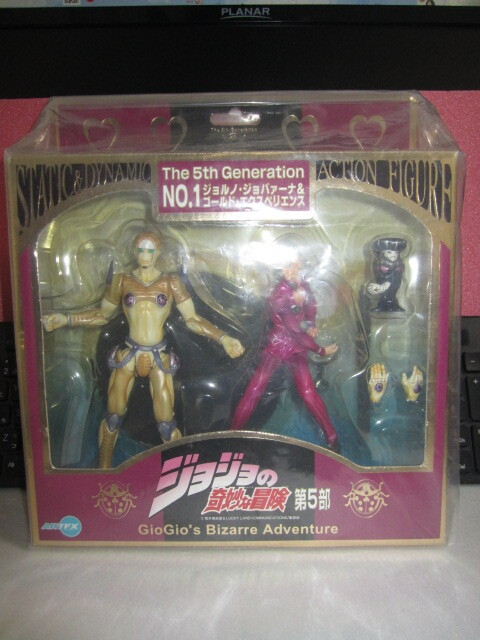 PLANAR
The 5th Generation
STATIC & DYNAMIC
The 5th Generation
NO.1 ジョルノ・ジョバァーナ&
ゴールド・エクスペリエンス
ACTION FIGURE
ジョジョの
奇妙な冒険 第5部
ARTFX
GioGio's Bizarre Adventure